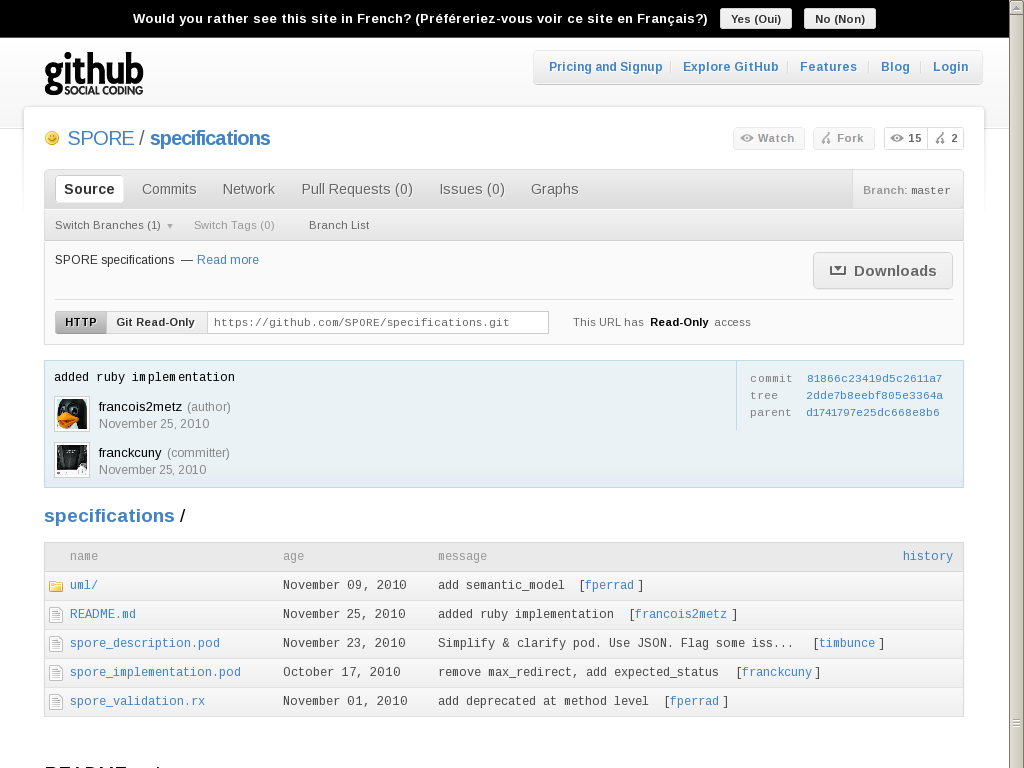 Would you rather see this site in French? (Préféreriez-vous voir ce site en Français?) Yes (Oui) No (Non)
github
SOCIAL CODING
Pricing and Signup Explore GitHub Features Blog Login
SPORE / specifications
Watch Fork 15 2
Source Commits Network Pull Requests (0) Issues (0) Graphs Branch: master
Switch Branches (1) Switch Tags (0) Branch List
SPORE specifications — Read more
Downloads
HTTP Git Read-Only https://github.com/SPORE/specifications.git This URL has Read-Only access
added ruby implementation
francois2metz (author)
November 25, 2010
franckcuny (committer)
November 25, 2010
commit 81866c23419d5c2611a7
tree 2dde7b8eebf805e3364a
parent d1741797e25dc668e8b6
specifications /
name age message history
uml/ November 09, 2010 add semantic_model [fperrad]
README.md November 25, 2010 added ruby implementation [francois2metz]
spore_description.pod November 23, 2010 Simplify & clarify pod. Use JSON. Flag some iss... [timbunce]
spore_implementation.pod October 17, 2010 remove max_redirect, add expected_status [franckcuny]
spore_validation.rx November 01, 2010 add deprecated at method level [fperrad]